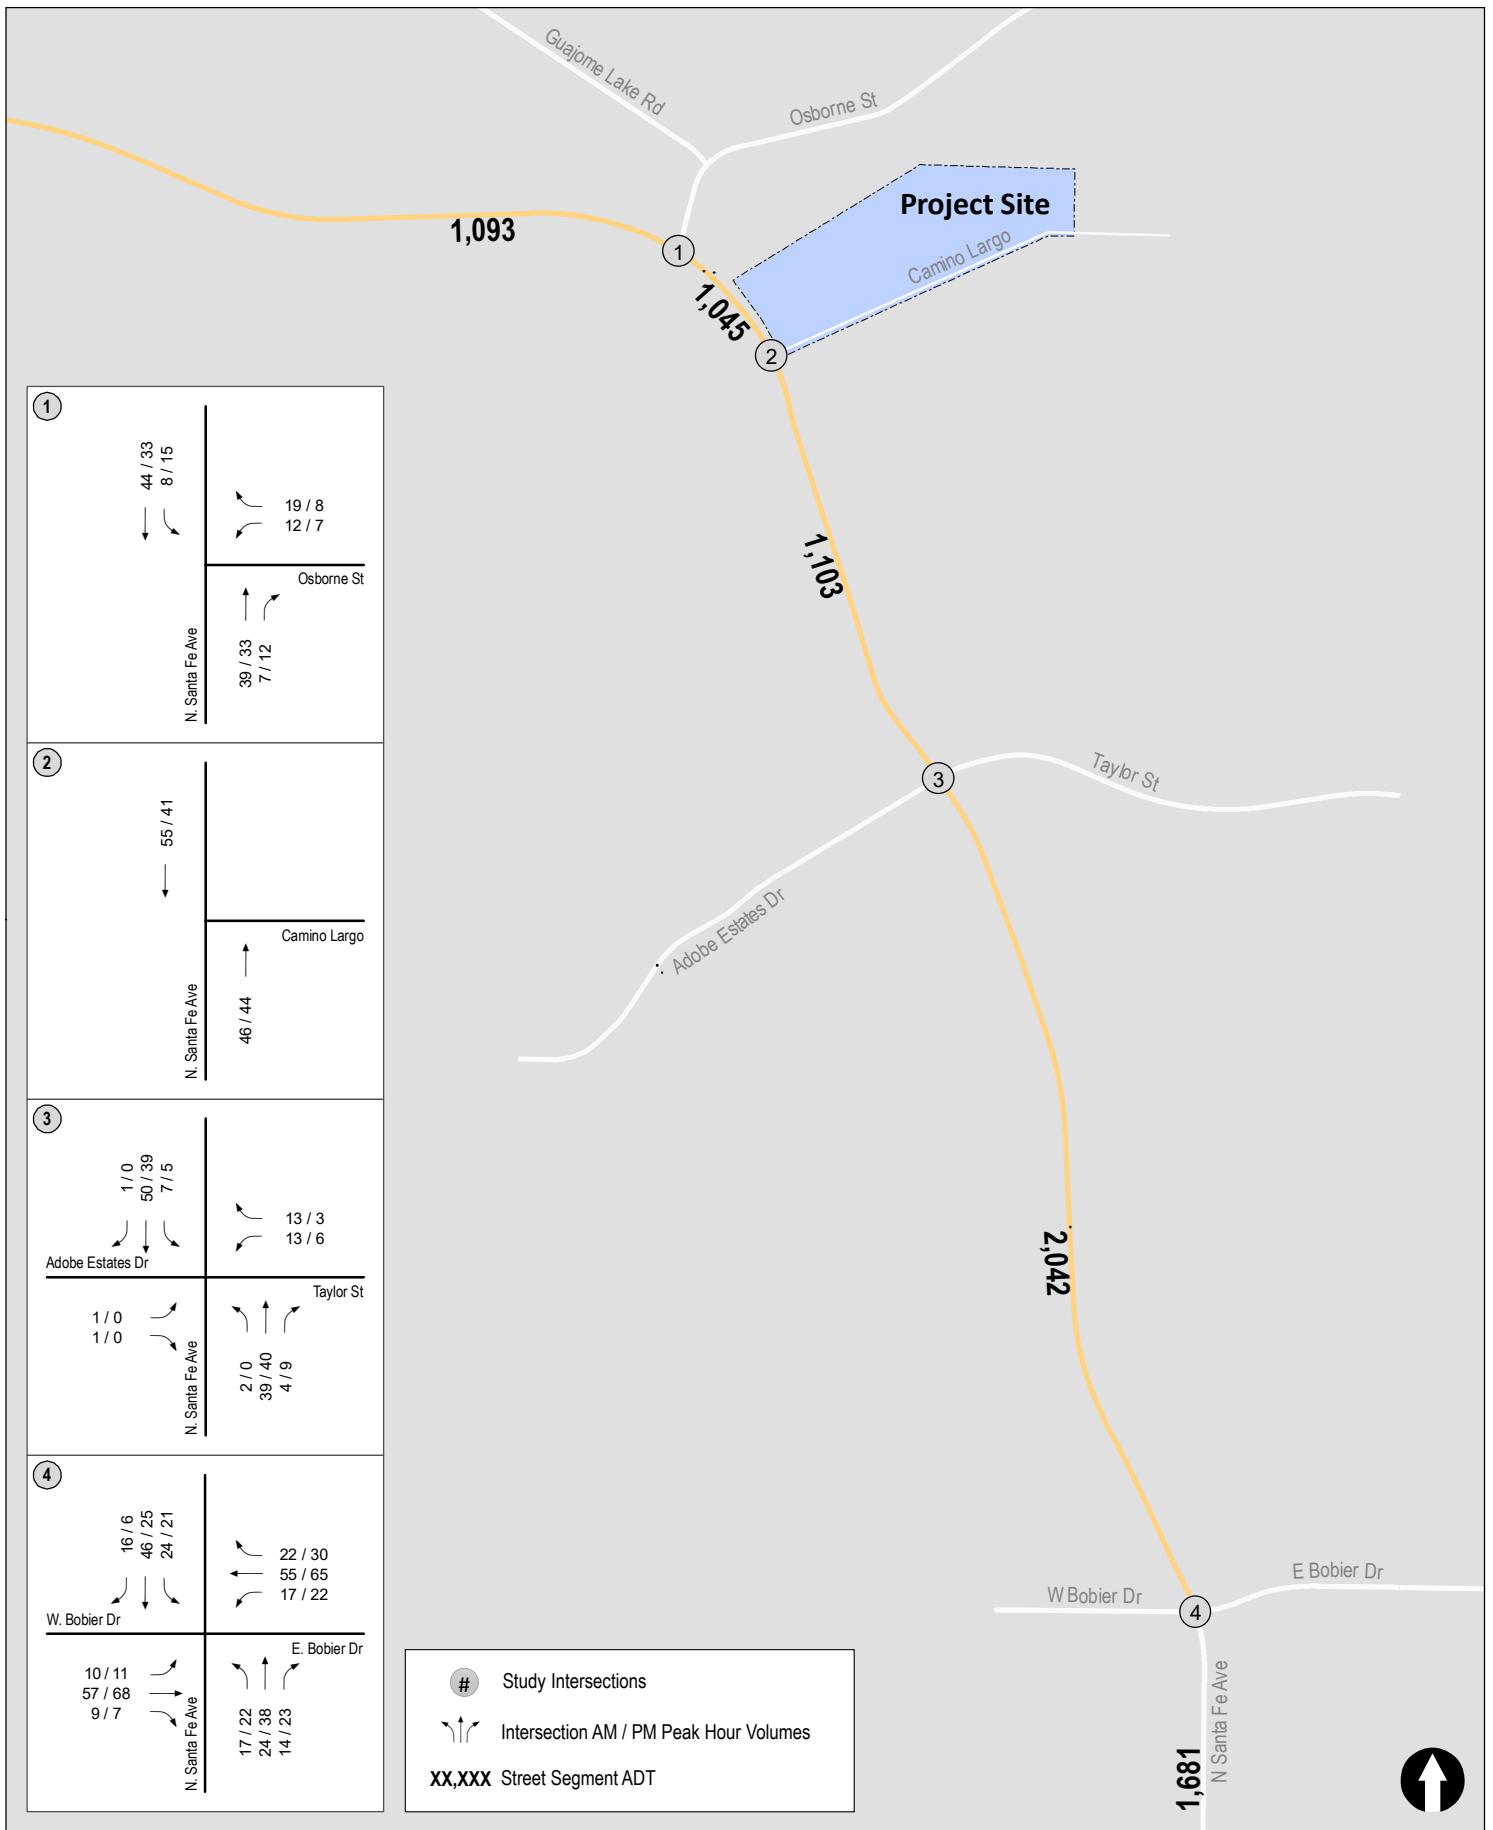 Guajome Lake Rd
Osborne St
Project Site
Camino Largo
1,093
1
1,045
2
1,103
3
Taylor St
Adobe Estates Dr
2,042
W Bobier Dr
E Bobier Dr
4
N Santa Fe Ave
1,681
1
44 / 33
8 / 15
19 / 8
12 / 7
Osborne St
N. Santa Fe Ave
39 / 33
7 / 12
2
55 / 41
Camino Largo
N. Santa Fe Ave
46 / 44
3
1 / 0
50 / 39
7 / 5
13 / 3
13 / 6
Adobe Estates Dr
Taylor St
1 / 0
1 / 0
N. Santa Fe Ave
2 / 0
39 / 40
4 / 9
4
16 / 6
46 / 25
24 / 21
22 / 30
55 / 65
17 / 22
W. Bobier Dr
E. Bobier Dr
10 / 11
57 / 68
9 / 7
N. Santa Fe Ave
17 / 22
24 / 38
14 / 23
# Study Intersections
Intersection AM / PM Peak Hour Volumes
XX,XXX Street Segment ADT